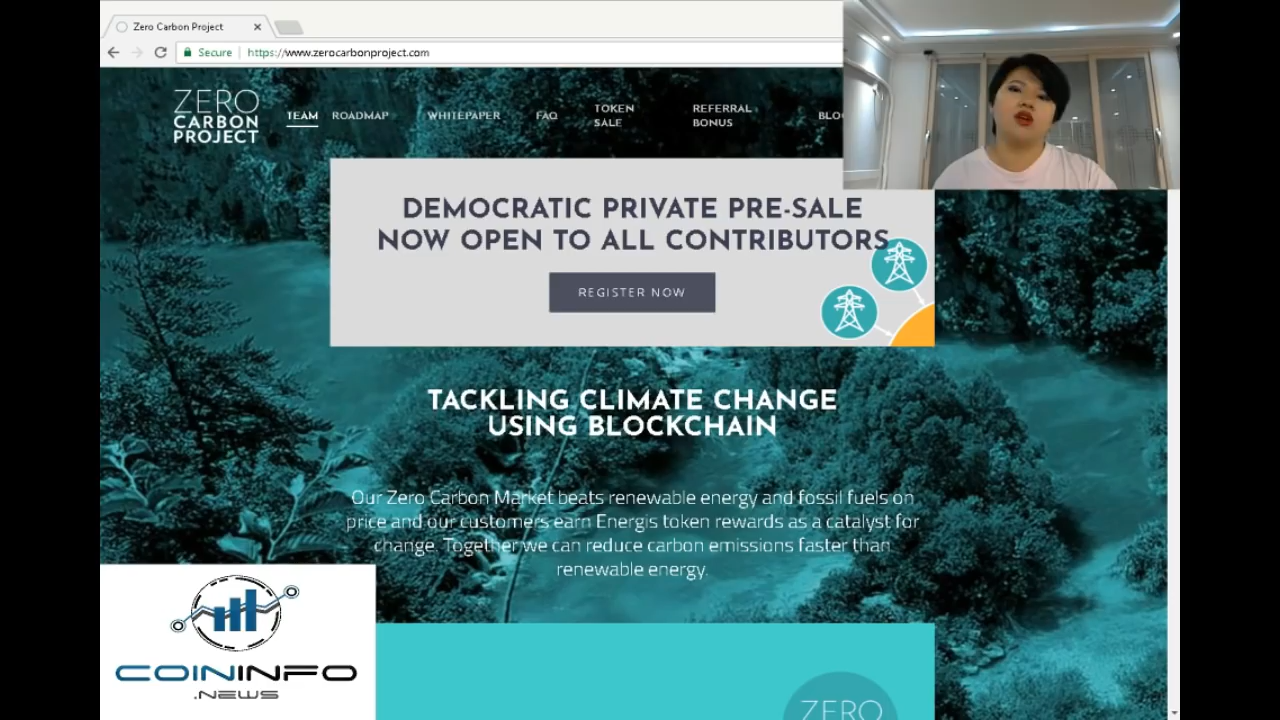 Zero Carbon Project
Secure https://www.zerocarbonproject.com
ZERO
CARBON
PROJECT
TEAM ROADMAP WHITEPAPER FAQ TOKEN SALE REFERRAL BONUS
DEMOCRATIC PRIVATE PRE-SALE
NOW OPEN TO ALL CONTRIBUTORS
REGISTER NOW
TACKLING CLIMATE CHANGE
USING BLOCKCHAIN
Our Zero Carbon Market beats renewable energy and fossil fuels on
price and our customers earn Energis token rewards as a catalyst for
change. Together we can reduce carbon emissions faster than
renewable energy.
COININFO
.NEWS
ZERO